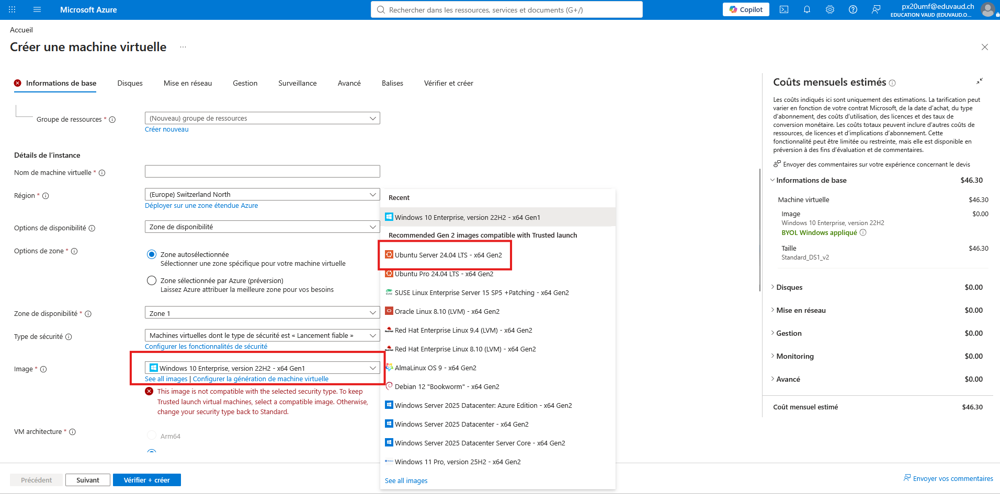 Microsoft Azure
Rechercher dans les ressources, services et documents (G+/)
Copilot
px20umf@eduvaud.ch
EDUCATION VAUD (EDUVAUD.O...
Accueil
Créer une machine virtuelle
...
Informations de base
Disques
Mise en réseau
Gestion
Surveillance
Avancé
Balises
Vérifier et créer
Groupe de ressources *
(Nouveau) groupe de ressources
Créer nouveau
Détails de l’instance
Nom de machine virtuelle *
Région *
(Europe) Switzerland North
Déployer sur une zone étendue Azure
Options de disponibilité
Zone de disponibilité
Options de zone *
Zone autosélectionnée
Sélectionner une zone spécifique pour votre machine virtuelle
Zone sélectionnée par Azure (préversion)
Laissez Azure attribuer la meilleure zone pour vos besoins
Zone de disponibilité *
Zone 1
Type de sécurité
Machines virtuelles dont le type de sécurité est « Lancement fiable »
Configurer les fonctionnalités de sécurité
Image *
Windows 10 Enterprise, version 22H2 - x64 Gen1
See all images | Configurer la génération de machine virtuelle
This image is not compatible with the selected security type. To keep
Trusted launch virtual machines, select a compatible image. Otherwise,
change your security type back to Standard.
VM architecture *
Arm64
Recent
Windows 10 Enterprise, version 22H2 - x64 Gen1
Recommended Gen 2 images compatible with Trusted launch
Ubuntu Server 24.04 LTS - x64 Gen2
Ubuntu Pro 24.04 LTS - x64 Gen2
SUSE Linux Enterprise Server 15 SP5 +Patching - x64 Gen2
Oracle Linux 8.10 (LVM) - x64 Gen2
Red Hat Enterprise Linux 9.4 (LVM) - x64 Gen2
Red Hat Enterprise Linux 8.10 (LVM) - x64 Gen2
AlmaLinux OS 9 - x64 Gen2
Debian 12 "Bookworm" - x64 Gen2
Windows Server 2025 Datacenter: Azure Edition - x64 Gen2
Windows Server 2025 Datacenter - x64 Gen2
Windows Server 2025 Datacenter Server Core - x64 Gen2
Windows 11 Pro, version 25H2 - x64 Gen2
See all images
Coûts mensuels estimés
Les coûts indiqués ici sont uniquement des estimations. La tarification peut
varier en fonction de votre contrat Microsoft, de la date d’achat, du type
d’abonnement, des coûts d’utilisation, des licences et des taux de
conversion monétaire. Les coûts totaux peuvent inclure d’autres coûts de
ressources, de licences et d’implications d’abonnement. Cette
fonctionnalité peut être limitée ou restreinte, mais elle est disponible en
préversion à des fins d’évaluation et de commentaires.
Envoyer des commentaires sur votre expérience concernant le devis
Informations de base $46.30
Machine virtuelle $46.30
Image $0.00
Windows 10 Enterprise, version 22H2
BYOL Windows appliqué
Taille $46.30
Standard_DS1_v2
Disques $0.00
Mise en réseau $0.00
Gestion $0.00
Monitoring $0.00
Avancé $0.00
Coût mensuel estimé $46.30
Précédent
Suivant
Vérifier + créer
Envoyer vos commentaires